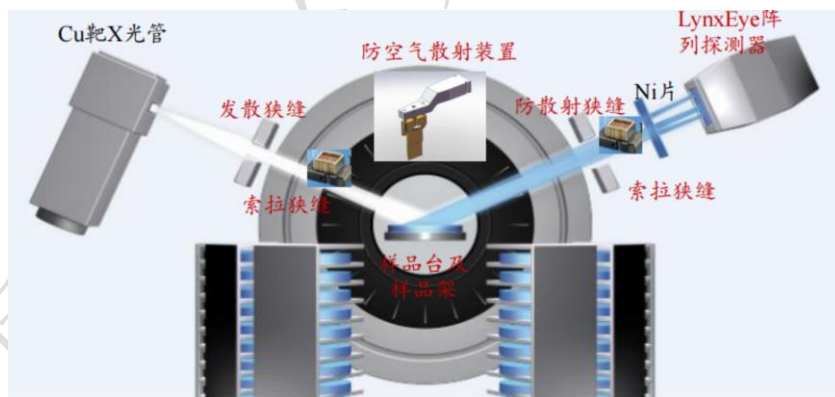 Cu靶X光管
LynxEye阵
列探测器
防空气散射装置
Ni片
发散狭缝
防散射狭缝
索拉狭缝
索拉狭缝
样品台及
样品架